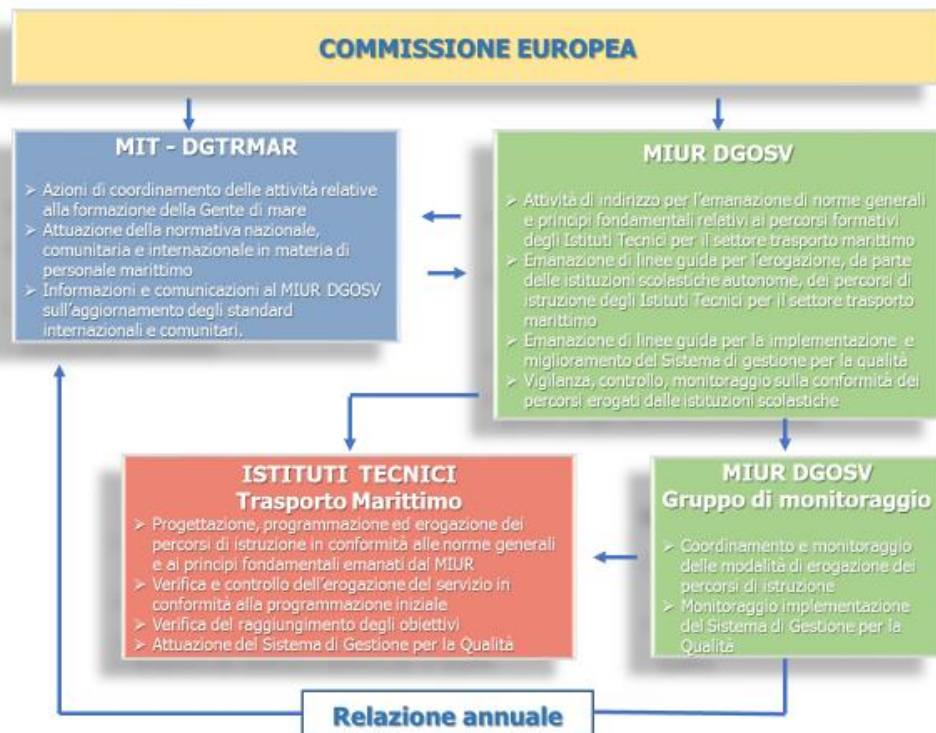 COMMISSIONE EUROPEA
MIT - DGTRMAR
➢ Azioni di coordinamento delle attività relative
alla formazione della Gente di mare
➢ Attuazione della normativa nazionale,
comunitaria e internazionale in materia di
personale marittimo
➢ Informazioni e comunicazioni al MIUR DGOSV
sull'aggiornamento degli standard
internazionali e comunitari.
MIUR DGOSV
➢ Attività di indirizzo per l'emanazione di norme generali
e principi fondamentali relativi ai percorsi formativi
degli Istituti Tecnici per il settore trasporto marittimo
➢ Emanazione di linee guida per l'erogazione, da parte
delle istituzioni scolastiche autonome, dei percorsi di
istruzione degli Istituti Tecnici per il settore trasporto
marittimo
➢ Emanazione di linee guida per la implementazione e
miglioramento del Sistema di gestione per la qualità
➢ Vigilanza, controllo, monitoraggio sulla conformità dei
percorsi erogati dalle istituzioni scolastiche
ISTITUTI TECNICI
Trasporto Marittimo
➢ Progettazione, programmazione ed erogazione dei
percorsi di istruzione in conformità alle norme generali
e ai principi fondamentali emanati dal MIUR
➢ Verifica e controllo dell'erogazione del servizio in
conformità alla programmazione iniziale
➢ Verifica del raggiungimento degli obiettivi
➢ Attuazione del Sistema di Gestione per la Qualità
MIUR DGOSV
Gruppo di monitoraggio
➢ Coordinamento e monitoraggio
delle modalità di erogazione dei
percorsi di istruzione
➢ Monitoraggio implementazione
del Sistema di Gestione per la
Qualità
Relazione annuale